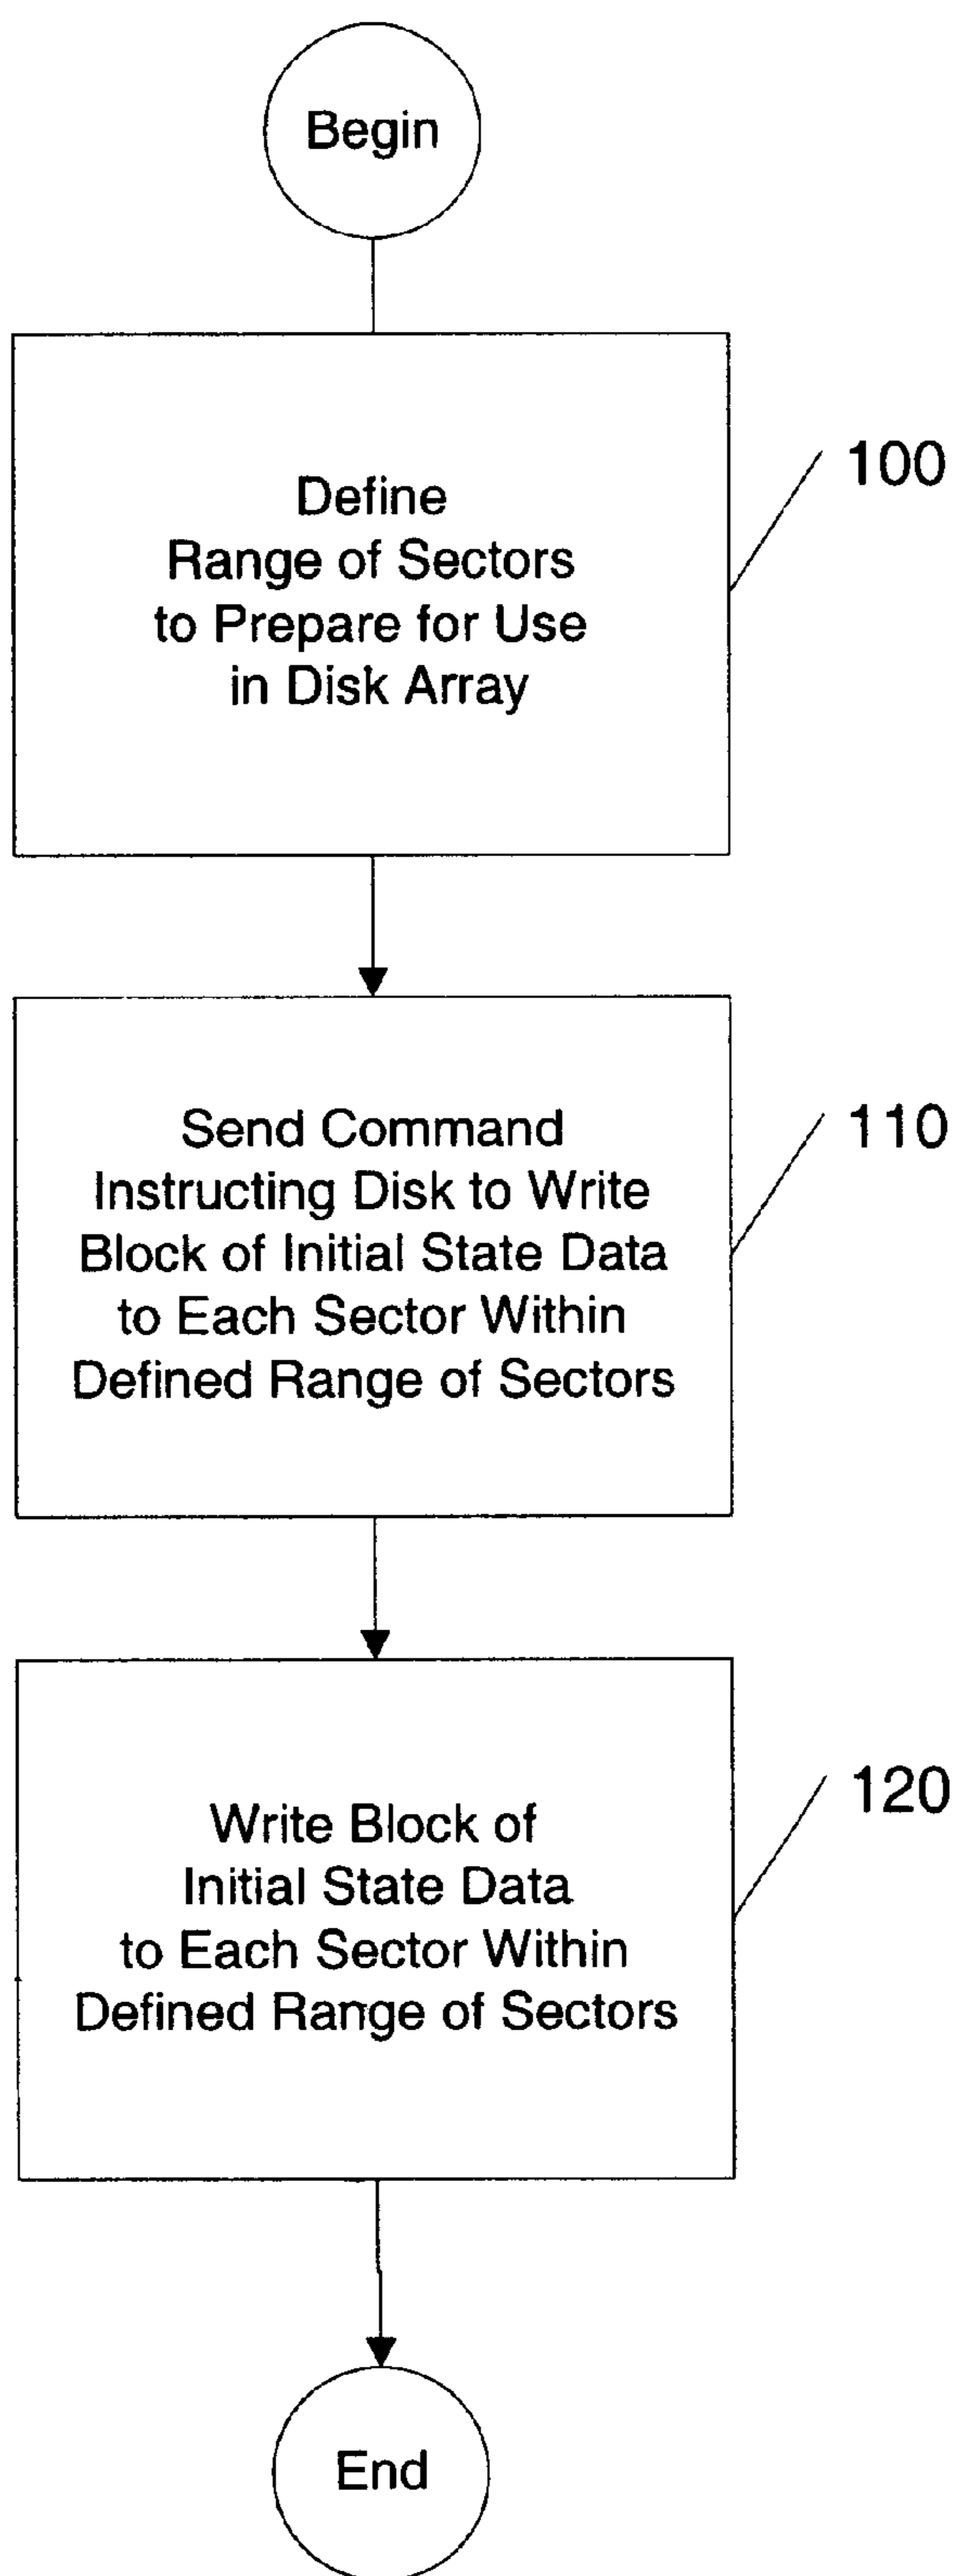 Begin
Define
Range of Sectors
to Prepare for Use
in Disk Array
100
Send Command
Instructing Disk to Write
Block of Initial State Data
to Each Sector Within
Defined Range of Sectors
110
Write Block of
Initial State Data
to Each Sector Within
Defined Range of Sectors
120
End